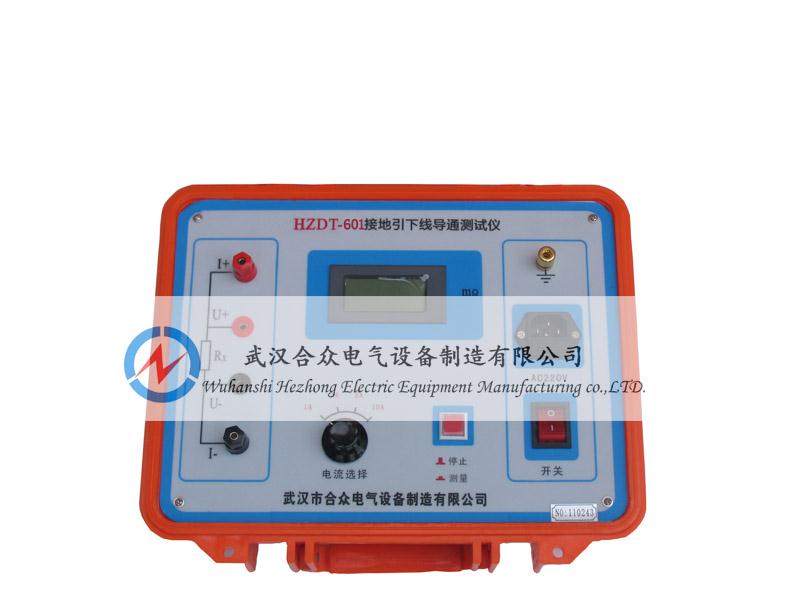 HZDT-601接地引下线导通测试仪
I+
mΩ
U+
Rx
武汉合众电气设备制造有限公司
AC220V
Wuhanshi Hezhong Electric Equipment Manufacturing co.,LTD.
U-
1A
5A
10A
O
I
I-
电流选择
停止
测量
开关
武汉市合众电气设备制造有限公司
NO:110243